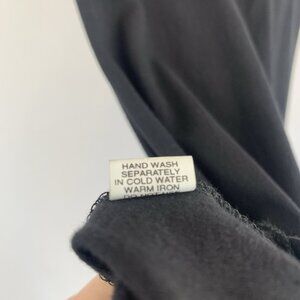 HAND WASH
SEPARATELY
IN COLD WATER
WARM IRON